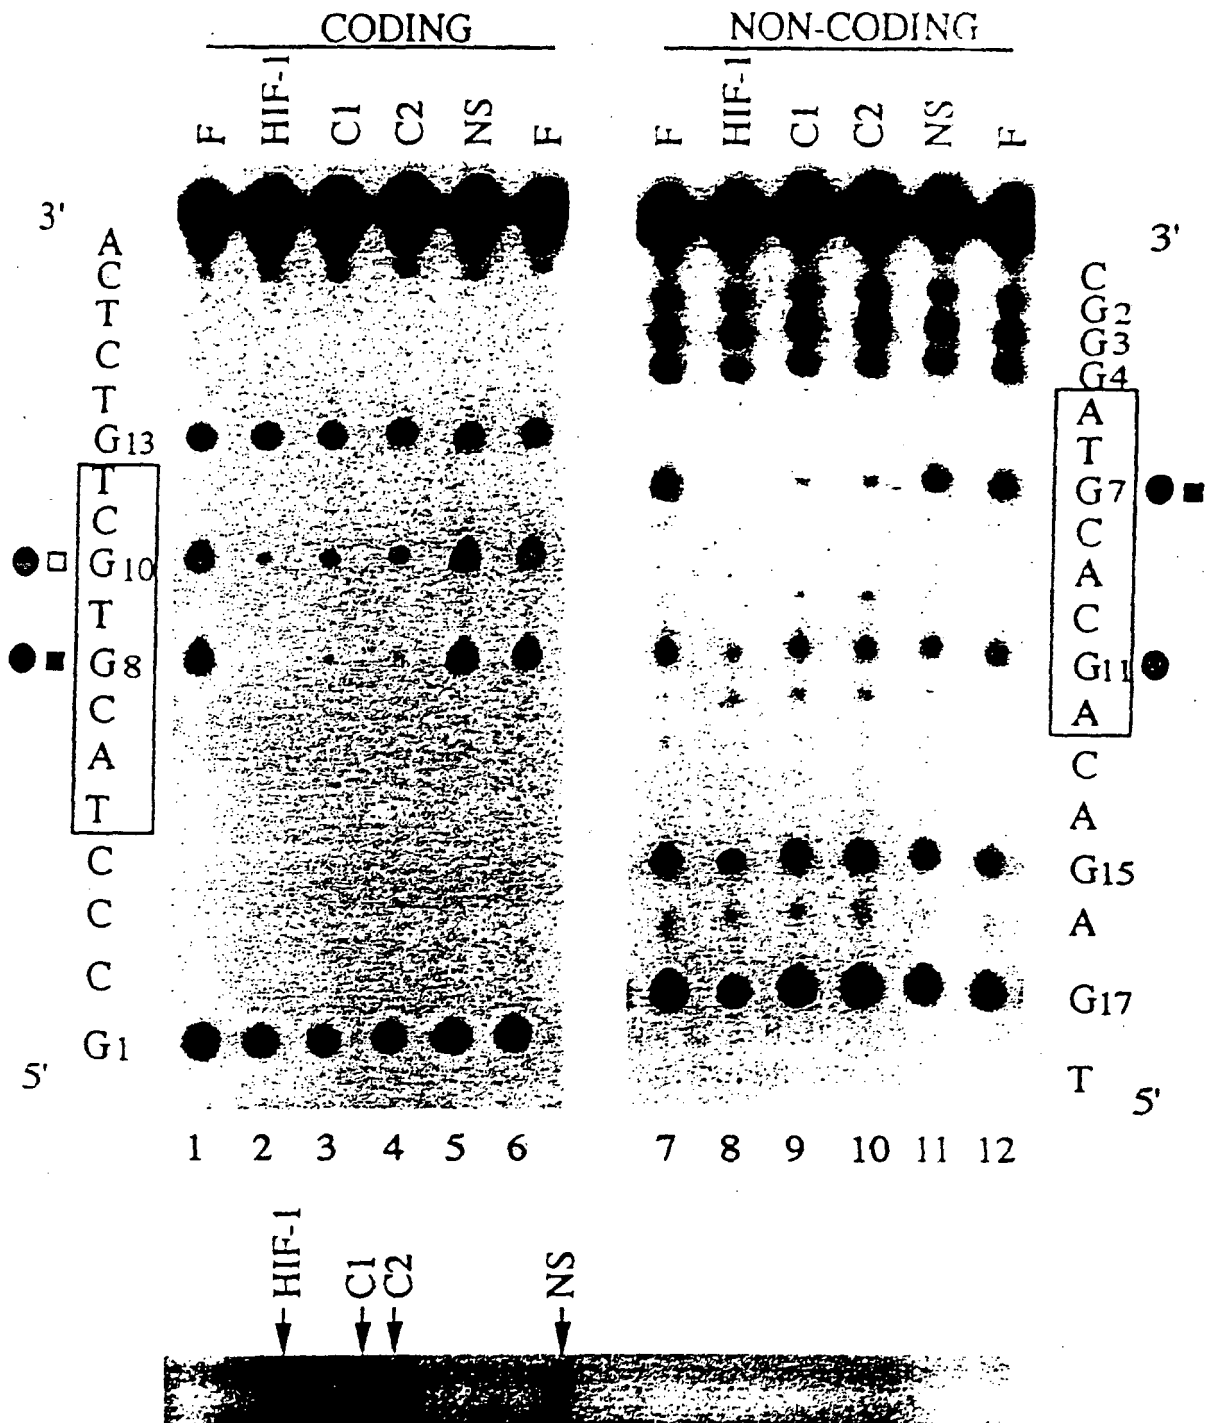 CODING
NON-CODING
F HIF-1 C1 C2 NS F
F HIF-1 C1 C2 NS F
3'
A
C
T
C
T
G13
T
C
G10
T
G8
C
A
T
C
C
C
G1
5'
3'
C
G2
G3
G4
A
T
G7
C
A
C
G11
A
C
A
G15
A
G17
T
5'
1 2 3 4 5 6
7 8 9 10 11 12
HIF-1 C1 C2 NS